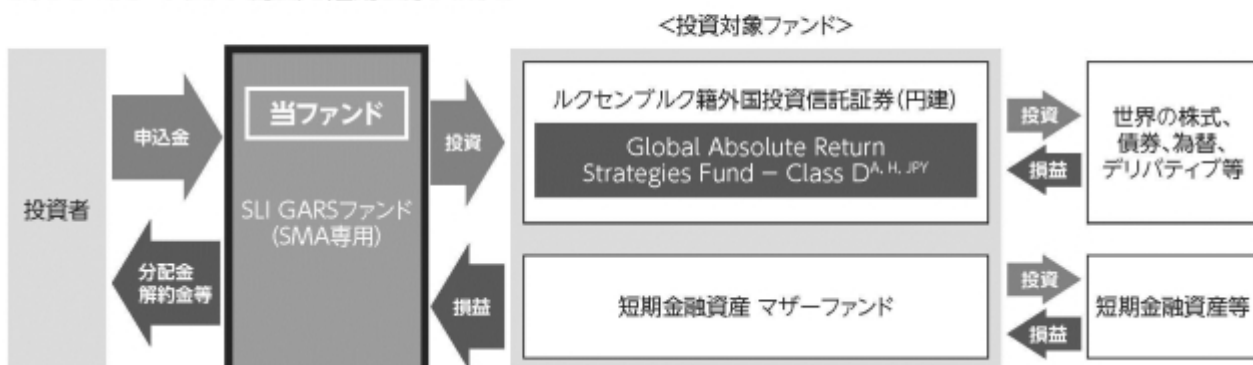 <投資対象ファンド>
投資者
申込金
分配金
解約金等
当ファンド
SLI GARSファンド
(SMA専用)
投資
損益
ルクセンブルク籍外国投資信託証券(円建)
Global Absolute Return
Strategies Fund – Class D^A, H, JPY
短期金融資産 マザーファンド
投資
損益
世界の株式、
債券、為替、
デリバティブ等
投資
損益
短期金融資産等